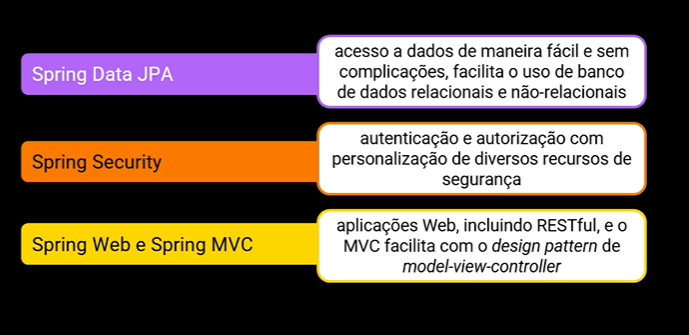 Spring Data JPA
acesso a dados de maneira fácil e sem
complicações, facilita o uso de banco
de dados relacionais e não-relacionais
Spring Security
autenticação e autorização com
personalização de diversos recursos de
segurança
Spring Web e Spring MVC
aplicações Web, incluindo RESTful, e o
MVC facilita com o design pattern de
model-view-controller